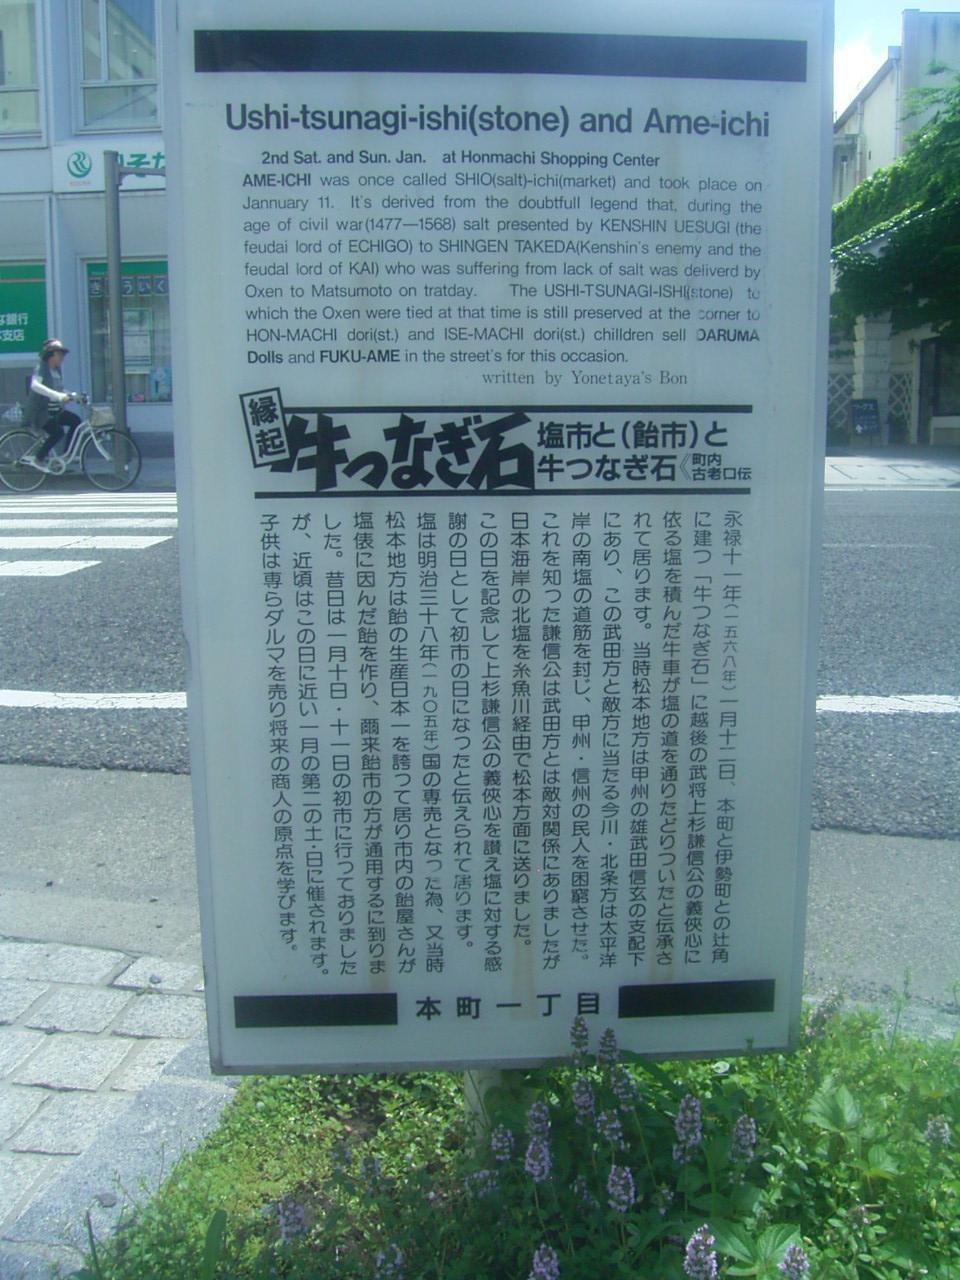 Ushi-tsunagi-ishi(stone) and Ame-ichi
2nd Sat. and Sun. Jan. at Honmachi Shopping Center
AME-ICHI was once called SHIO(salt)-ichi(market) and took place on
Jannuary 11. It's derived from the doubtfull legend that, during the
age of civil war(1477—1568) salt presented by KENSHIN UESUGI (the
feudai lord of ECHIGO) to SHINGEN TAKEDA(Kenshin's enemy and the
feudal lord of KAI) who was suffering from lack of salt was deliverd by
Oxen to Matsumoto on tratday. The USHI-TSUNAGI-ISHI(stone) to
which the Oxen were tied at that time is still preserved at the corner to
HON-MACHI dori(st.) and ISE-MACHI dori(st.) chilldren sell DARUMA
Dolls and FUKU-AME in the street's for this occasion.
written by Yonetaya's Bon
縁起
牛つなぎ石
塩市と(飴市)と
牛つなぎ石《町内古老口伝
永禄十一年(一五六八年)一月十二日、本町と伊勢町との辻角
に建つ「牛つなぎ石」に越後の武将上杉謙信公の義俠心に
依る塩を積んだ牛車が塩の道を通りたどりついたと伝承さ
れて居ります。当時松本地方は甲州の雄武田信玄の支配下
にあり、この武田方と敵方に当たる今川・北条方は太平洋
岸の南塩の道筋を封じ、甲州・信州の民人を困窮させた。
これを知った謙信公は武田方とは敵対関係にありましたが
日本海岸の北塩を糸魚川経由で松本方面に送りました。
この日を記念して上杉謙信公の義俠心を讃え塩に対する感
謝の日として初市の日になつたと伝えられて居ります。
塩は明治三十八年(一九〇五年)国の専売となつた為、又当時
松本地方は飴の生産日本一を誇つて居り市内の飴屋さんが
塩俵に因んだ飴を作り、爾来飴市の方が通用するに到りま
した。昔日は一月十日・十一日の初市に行つておりました
が、近頃はこの日に近い一月の第二の土・日に催されます。
子供は専らダルマを売り将来の商人の原点を学びます。
本町一丁目